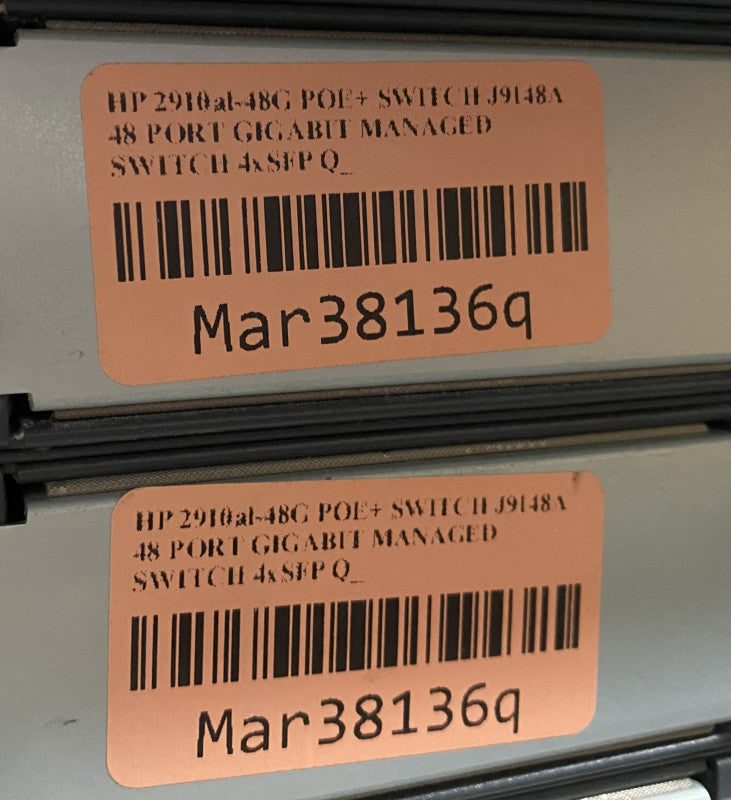 HP 2910al-48G POE+ SWITCH J9148A
48 PORT GIGABIT MANAGED
SWITCH 4xSFP Q_
Mar38136q
HP 2910al-48G POE+ SWITCH J9148A
48 PORT GIGABIT MANAGED
SWITCH 4xSFP Q_
Mar38136q